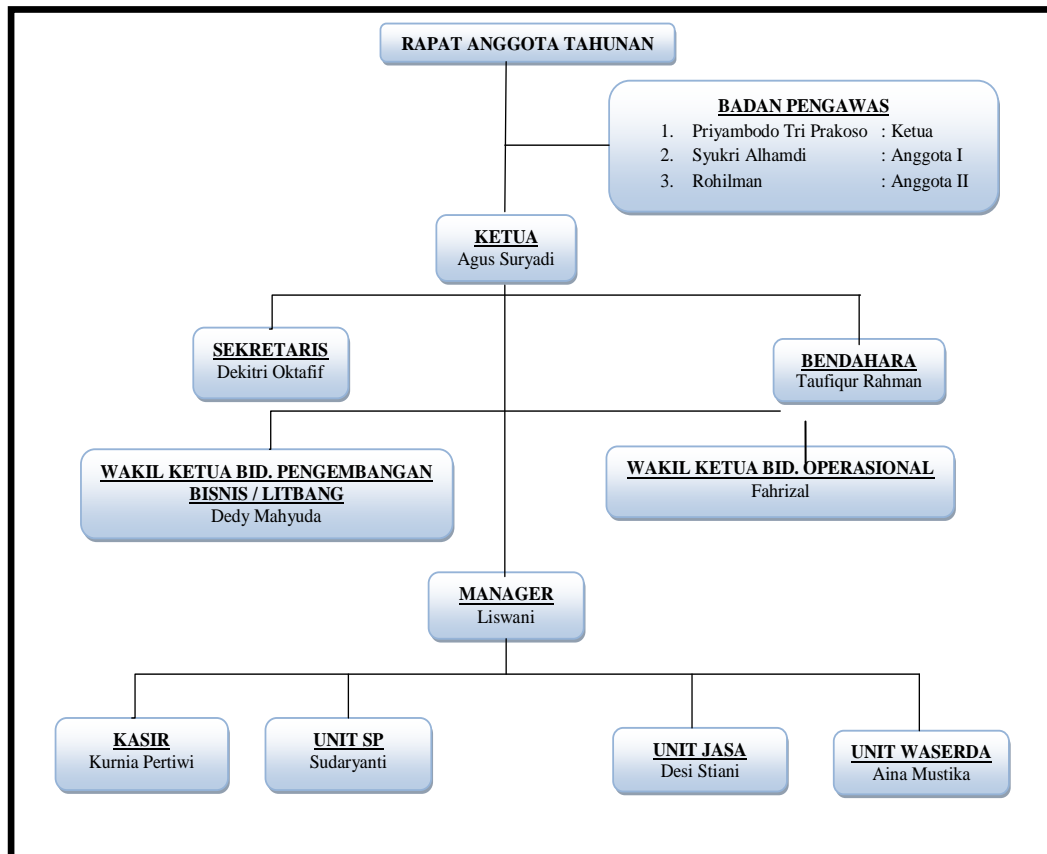 RAPAT ANGGOTA TAHUNAN
BADAN PENGAWAS
1. Priyambodo Tri Prakoso : Ketua
2. Syukri Alhamdi : Anggota I
3. Rohilman : Anggota II
KETUA
Agus Suryadi
SEKRETARIS
Dekitri Oktafif
BENDAHARA
Taufiqur Rahman
WAKIL KETUA BID. PENGEMBANGAN
BISNIS / LITBANG
Dedy Mahyuda
WAKIL KETUA BID. OPERASIONAL
Fahrizal
MANAGER
Liswani
KASIR
Kurnia Pertiwi
UNIT SP
Sudaryanti
UNIT JASA
Desi Stiani
UNIT WASERDA
Aina Mustika